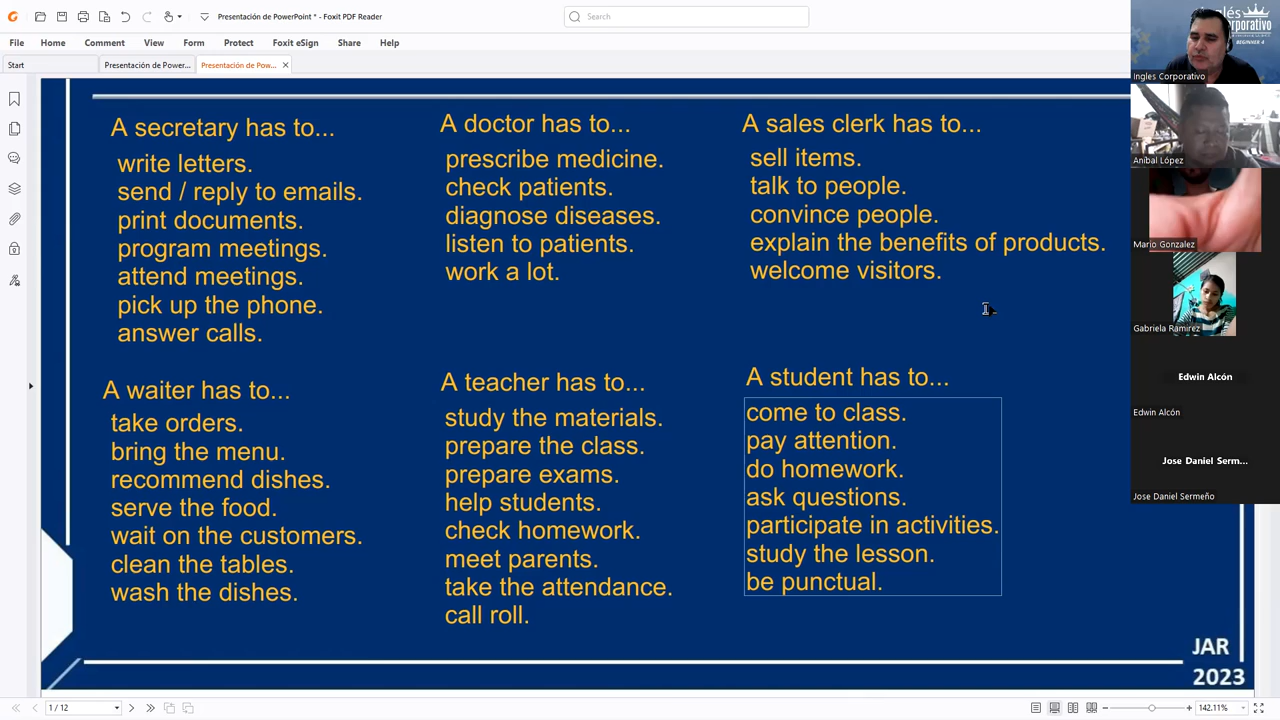 Presentación de PowerPoint * - Foxit PDF Reader
Search
File Home Comment View Form Protect Foxit eSign Share Help
Start
Presentación de Power...
Presentación de Pow...
A secretary has to...
write letters.
send / reply to emails.
print documents.
program meetings.
attend meetings.
pick up the phone.
answer calls.
A doctor has to...
prescribe medicine.
check patients.
diagnose diseases.
listen to patients.
work a lot.
A sales clerk has to...
sell items.
talk to people.
convince people.
explain the benefits of products.
welcome visitors.
A waiter has to...
take orders.
bring the menu.
recommend dishes.
serve the food.
wait on the customers.
clean the tables.
wash the dishes.
A teacher has to...
study the materials.
prepare the class.
prepare exams.
help students.
check homework.
meet parents.
take the attendance.
call roll.
A student has to...
come to class.
pay attention.
do homework.
ask questions.
participate in activities.
study the lesson.
be punctual.
JAR
2023
inglés
BEGINNER 4
Ingles Corporativo
Aníbal López
Mario Gonzalez
Gabriela Ramirez
Edwin Alcón
Edwin Alcón
Jose Daniel Serm...
Jose Daniel Sermeño
1 / 12
142.11%